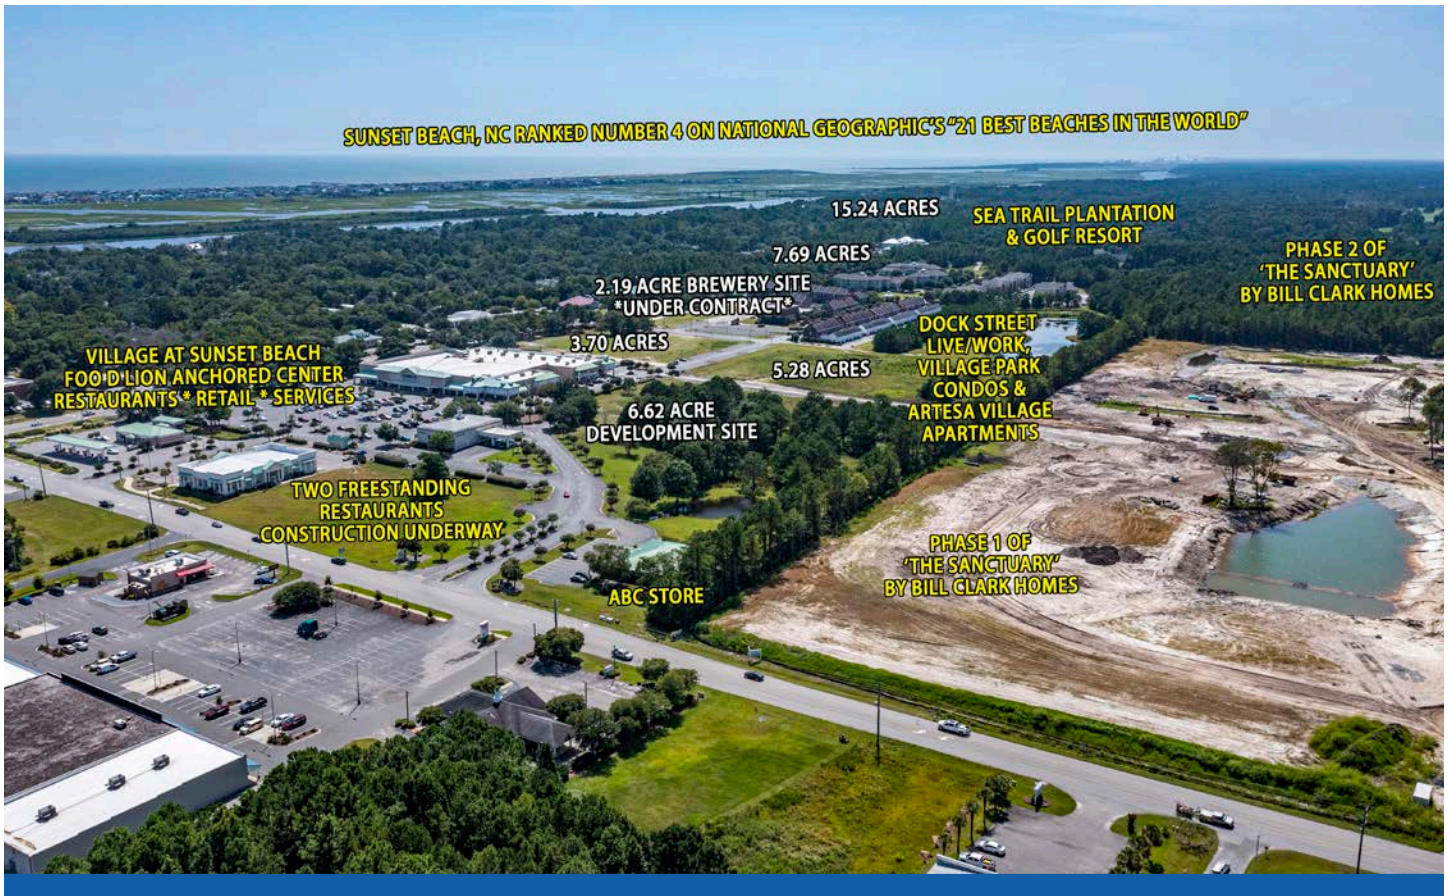 SUNSET BEACH, NC RANKED NUMBER 4 ON NATIONAL GEOGRAPHIC'S "21 BEST BEACHES IN THE WORLD"
15.24 ACRES
SEA TRAIL PLANTATION
& GOLF RESORT
7.69 ACRES
PHASE 2 OF
'THE SANCTUARY'
BY BILL CLARK HOMES
2.19 ACRE BREWERY SITE
*UNDER CONTRACT*
3.70 ACRES
DOCK STREET
LIVE/WORK,
VILLAGE PARK
CONDOS &
ARTESA VILLAGE
APARTMENTS
VILLAGE AT SUNSET BEACH
FOO D LION ANCHORED CENTER
RESTAURANTS * RETAIL * SERVICES
5.28 ACRES
6.62 ACRE
DEVELOPMENT SITE
TWO FREESTANDING
RESTAURANTS
CONSTRUCTION UNDERWAY
PHASE 1 OF
'THE SANCTUARY'
BY BILL CLARK HOMES
ABC STORE